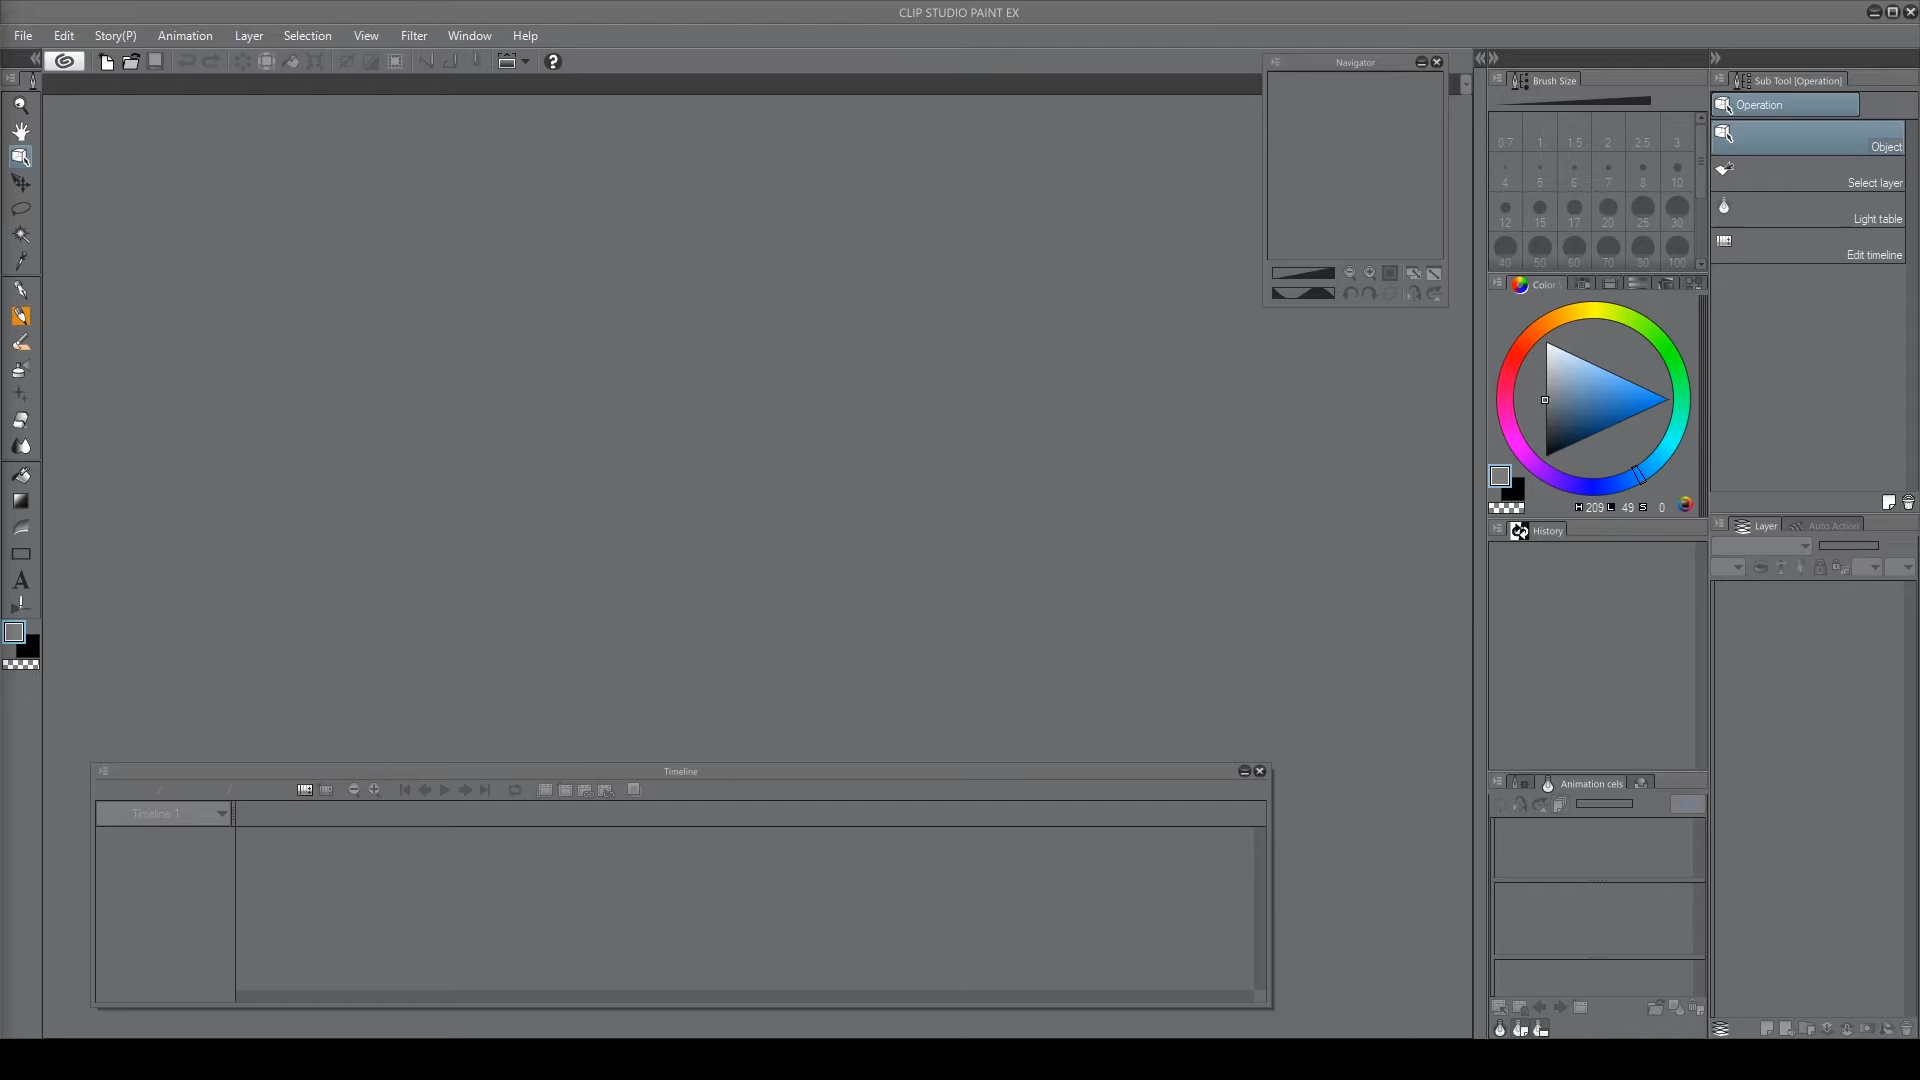 CLIP STUDIO PAINT EX
File Edit Story(P) Animation Layer Selection View Filter Window Help
Navigator
Brush Size
0.7 1 1.5 2 2.5 3
4 5 6 7 8 10
12 15 17 20 25 30
40 50 60 70 80 100
Sub Tool [Operation]
Operation
Object
Select layer
Light table
Edit timeline
Color
H 209 L 49 S 0
History
Layer Auto Action
Timeline
/ /
Timeline 1
Animation cels
A